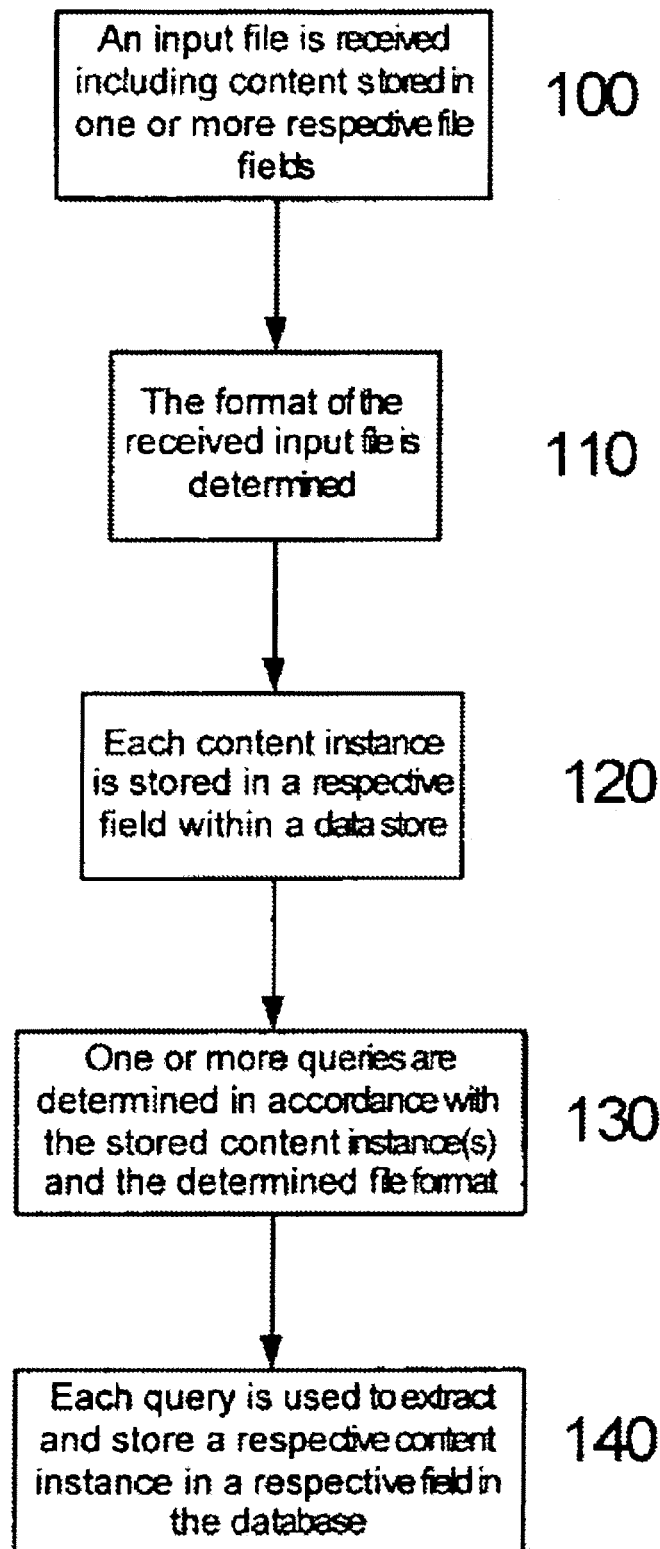 An input file is received
including content stored in
one or more respective file
fields
100
The format of the
received input file is
determined
110
Each content instance
is stored in a respective
field within a data store
120
One or more queries are
determined in accordance with
the stored content instance(s)
and the determined file format
130
Each query is used to extract
and store a respective content
instance in a respective field in
the database
140